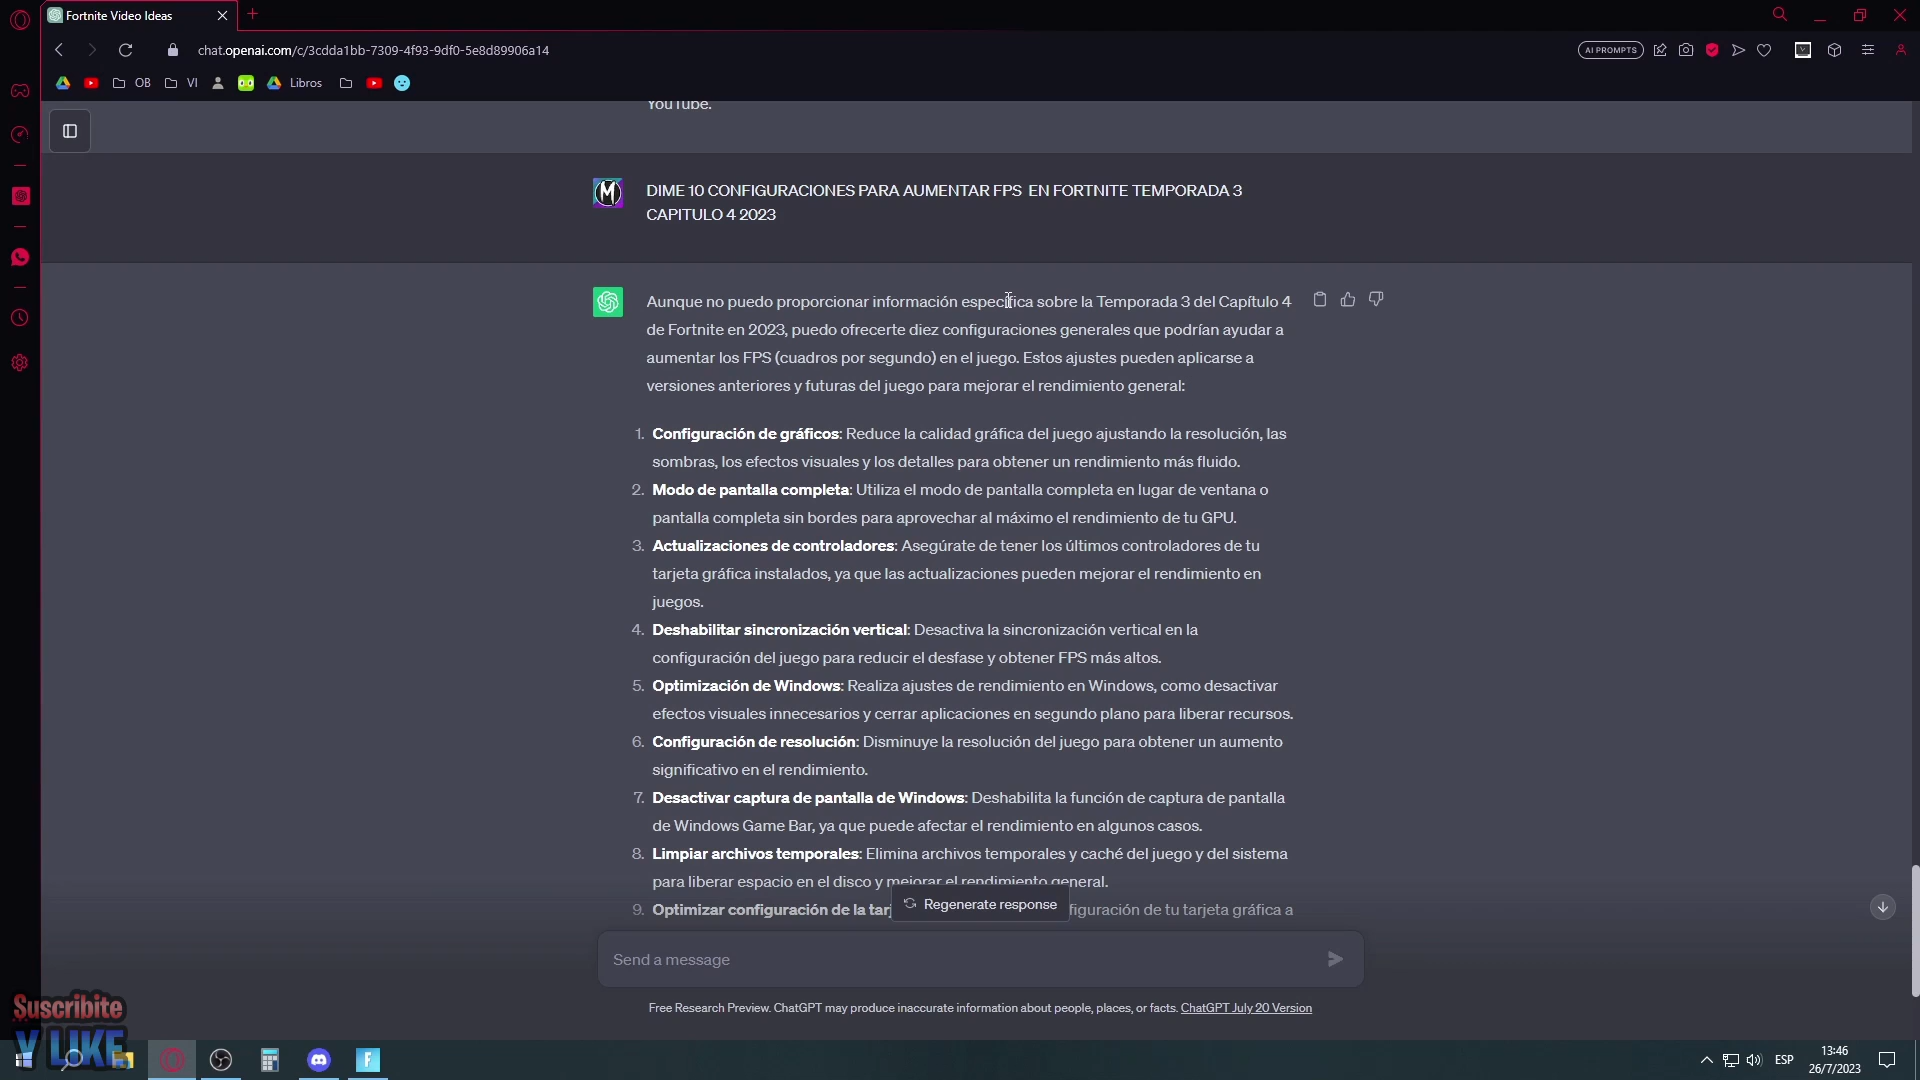 Fortnite Video Ideas
chat.openai.com/c/3cdda1bb-7309-4f93-9df0-5e8d89906a14
AI PROMPTS
OB
VI
Libros
YouTube.
DIME 10 CONFIGURACIONES PARA AUMENTAR FPS EN FORTNITE TEMPORADA 3
CAPITULO 4 2023
Aunque no puedo proporcionar información específica sobre la Temporada 3 del Capítulo 4
de Fortnite en 2023, puedo ofrecerte diez configuraciones generales que podrían ayudar a
aumentar los FPS (cuadros por segundo) en el juego. Estos ajustes pueden aplicarse a
versiones anteriores y futuras del juego para mejorar el rendimiento general:
1. Configuración de gráficos: Reduce la calidad gráfica del juego ajustando la resolución, las
sombras, los efectos visuales y los detalles para obtener un rendimiento más fluido.
2. Modo de pantalla completa: Utiliza el modo de pantalla completa en lugar de ventana o
pantalla completa sin bordes para aprovechar al máximo el rendimiento de tu GPU.
3. Actualizaciones de controladores: Asegúrate de tener los últimos controladores de tu
tarjeta gráfica instalados, ya que las actualizaciones pueden mejorar el rendimiento en
juegos.
4. Deshabilitar sincronización vertical: Desactiva la sincronización vertical en la
configuración del juego para reducir el desfase y obtener FPS más altos.
5. Optimización de Windows: Realiza ajustes de rendimiento en Windows, como desactivar
efectos visuales innecesarios y cerrar aplicaciones en segundo plano para liberar recursos.
6. Configuración de resolución: Disminuye la resolución del juego para obtener un aumento
significativo en el rendimiento.
7. Desactivar captura de pantalla de Windows: Deshabilita la función de captura de pantalla
de Windows Game Bar, ya que puede afectar el rendimiento en algunos casos.
8. Limpiar archivos temporales: Elimina archivos temporales y caché del juego y del sistema
para liberar espacio en el disco y mejorar el rendimiento general.
9. Optimizar configuración de la tarj figuración de tu tarjeta gráfica a
Regenerate response
Send a message
Free Research Preview. ChatGPT may produce inaccurate information about people, places, or facts. ChatGPT July 20 Version
Suscribite
Y LIKE
ESP
13:46
26/7/2023